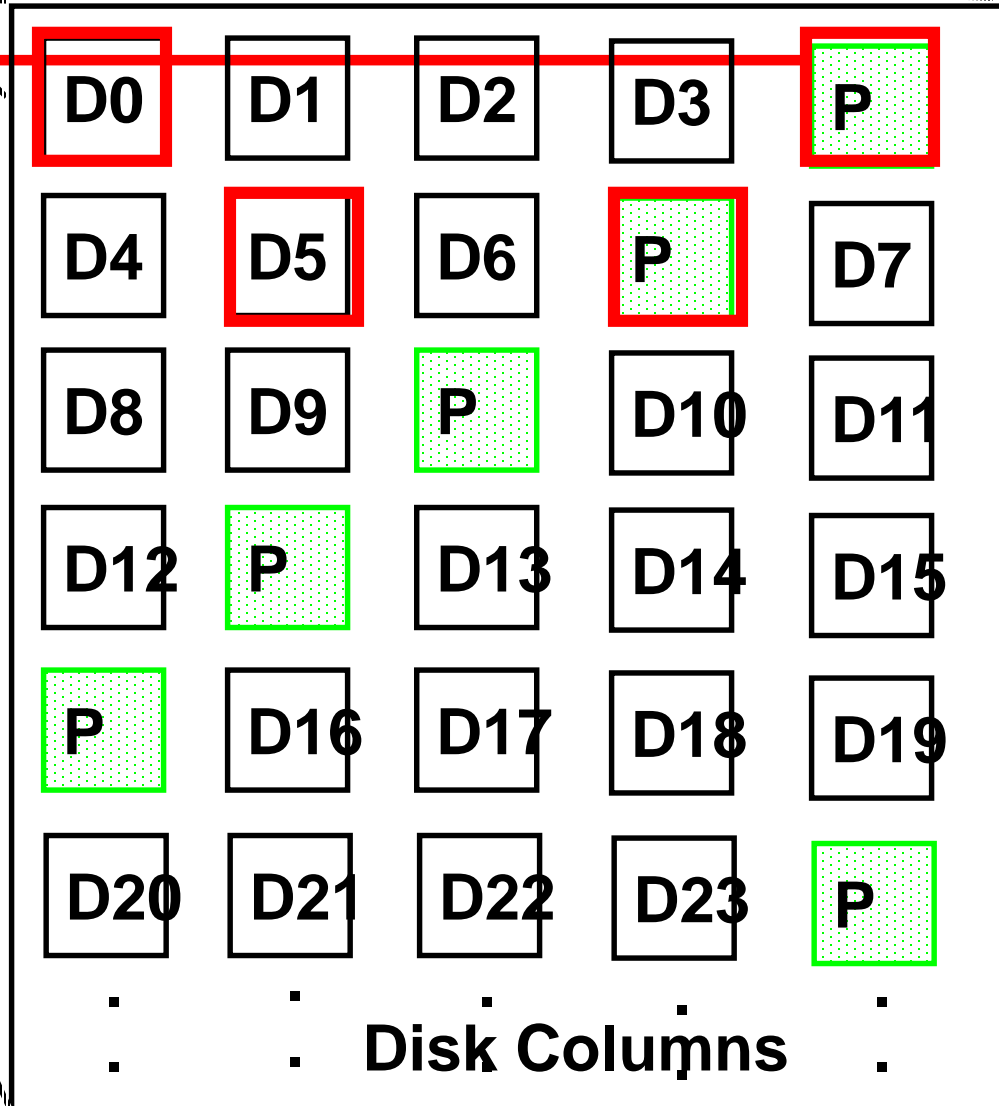 D0 D1 D2 D3 P
D4 D5 D6 P D7
D8 D9 P D10 D11
D12 P D13 D14 D15
P D16 D17 D18 D19
D20 D21 D22 D23 P
Disk Columns